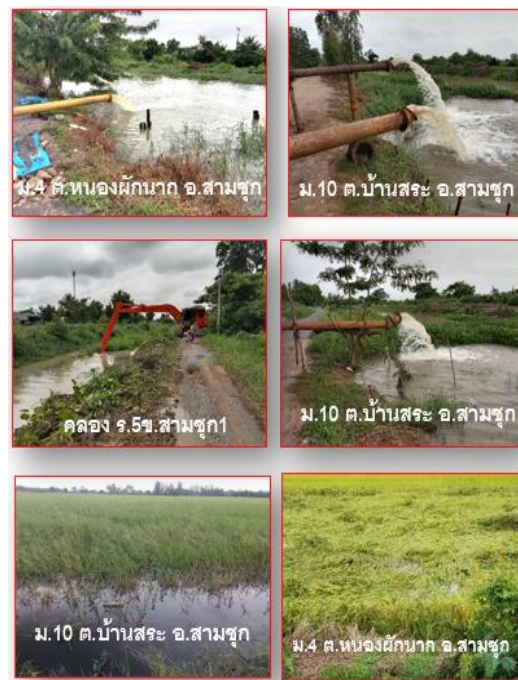 ม.4 ต.หนองผักนาก อ.สามชุก
ม.10 ต.บ้านสระ อ.สามชุก
คลอง ร.5ข.สามชุก1
ม.10 ต.บ้านสระ อ.สามชุก
ม.10 ต.บ้านสระ อ.สามชุก
ม.4 ต.หนองผักนาก อ.สามชุก